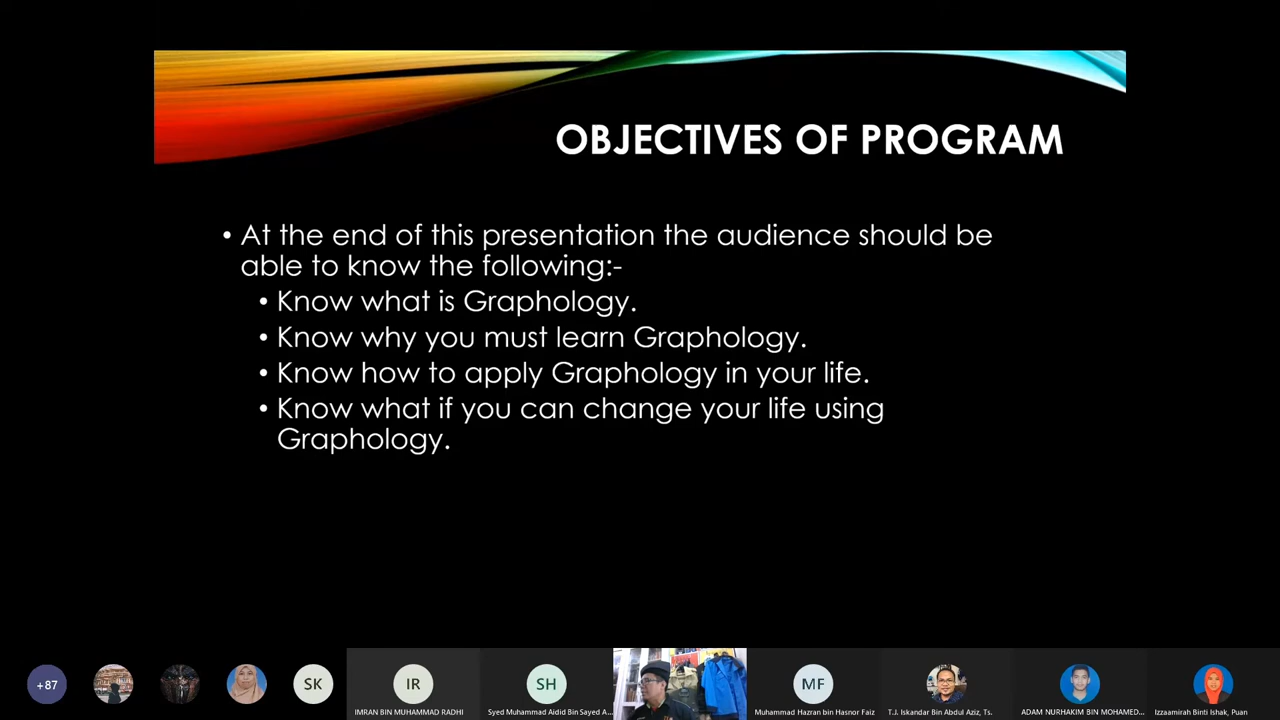 OBJECTIVES OF PROGRAM
• At the end of this presentation the audience should be
able to know the following:-
• Know what is Graphology.
• Know why you must learn Graphology.
• Know how to apply Graphology in your life.
• Know what if you can change your life using
Graphology.
+87
SK
IR
SH
MF
IMRAN BIN MUHAMMAD RADHI
Syed Muhammad Aidid Bin Sayed A...
Muhammad Hazran bin Hasnor Faiz
T.J. Iskandar Bin Abdul Aziz, Ts.
ADAM NURHAKIM BIN MOHAMED...
Izzaamirah Binti Ishak, Puan